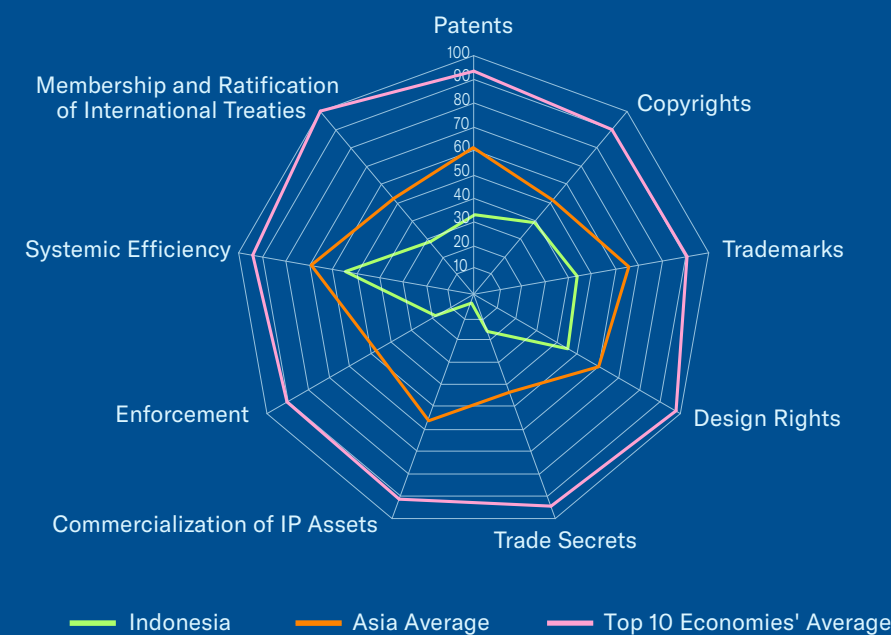 Patents
100
90
80
70
60
50
40
30
20
10
Membership and Ratification
of International Treaties
Copyrights
Systemic Efficiency
Trademarks
Enforcement
Design Rights
Commercialization of IP Assets
Trade Secrets
Indonesia
Asia Average
Top 10 Economies' Average